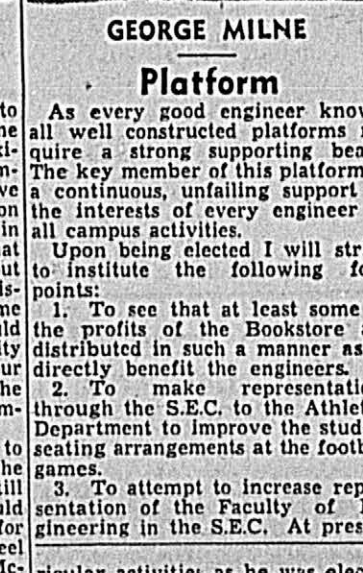 GEORGE MILNE
Platform
As every good engineer know
all well constructed platforms
quire a strong supporting bea
The key member of this platform
a continuous, unfailing support
the interests of every engineer
all campus activities.
Upon being elected I will str
to institute the following fo
points:
1. To see that at least some
the profits of the Bookstore
distributed in such a manner as
directly benefit the engineers.
2. To make representatio
through the S.E.C. to the Athlet
Department to improve the stud
seating arrangements at the footb
games.
3. To attempt to increase rep
sentation of the Faculty of
gineering in the S.E.C. At pres